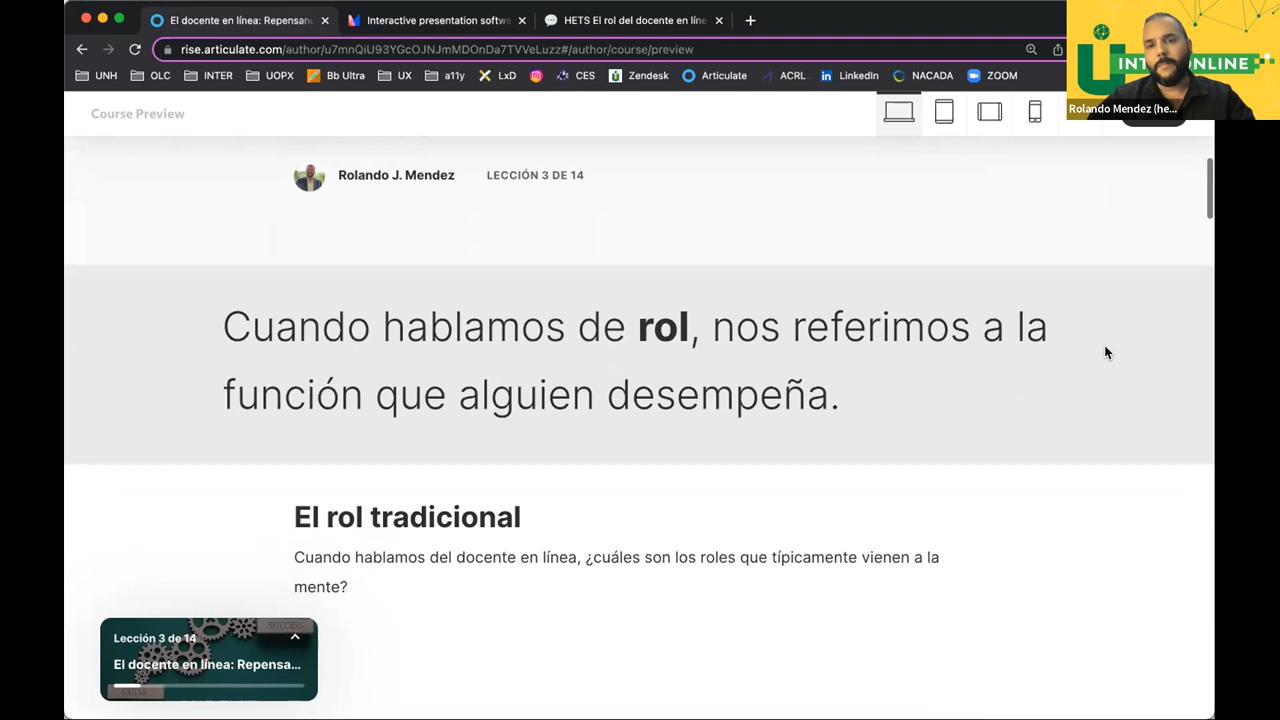 El docente en línea: Repensan
Interactive presentation softwa
HETS El rol del docente en líne
rise.articulate.com/author/u7mnQiU93YGcOJNJmMDOnDa7TVVeLuzz#/author/course/preview
UNH OLC INTER UOPX Bb Ultra UX a11y LxD CES Zendesk Articulate ACRL LinkedIn NACADA ZOOM
Rolando Mendez (he...
Course Preview
Rolando J. Mendez LECCIÓN 3 DE 14
Cuando hablamos de rol, nos referimos a la
función que alguien desempeña.
El rol tradicional
Cuando hablamos del docente en línea, ¿cuáles son los roles que típicamente vienen a la
mente?
SUCCESS
Lección 3 de 14
El docente en línea: Repensa...
SKILLS